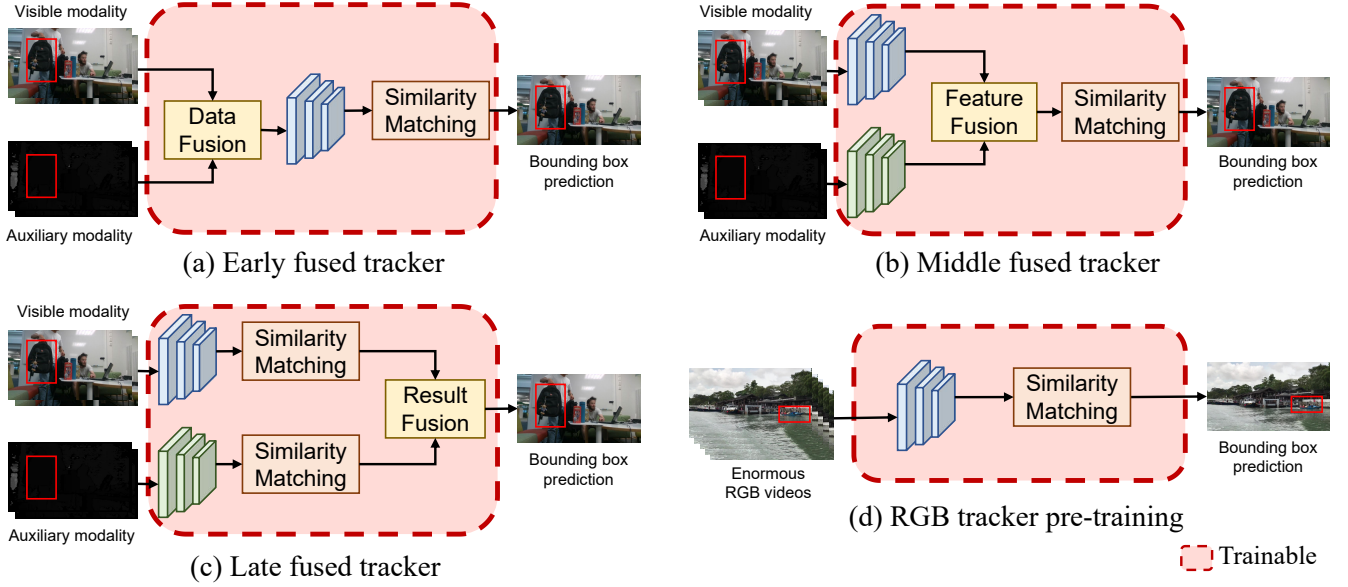 Visible modality
Data
Fusion
Similarity
Matching
Bounding box
prediction
Auxiliary modality
(a) Early fused tracker
Visible modality
Feature
Fusion
Similarity
Matching
Bounding box
prediction
Auxiliary modality
(b) Middle fused tracker
Visible modality
Similarity
Matching
Result
Fusion
Similarity
Matching
Bounding box
prediction
Auxiliary modality
(c) Late fused tracker
Similarity
Matching
Enormous
RGB videos
Bounding box
prediction
(d) RGB tracker pre-training
Trainable